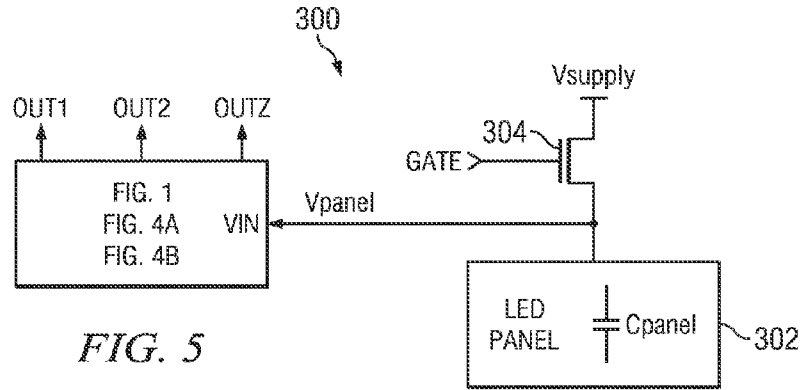 300
Vsupply
OUT1 OUT2 OUTZ
304
GATE
FIG. 1
Vpanel
FIG. 4A VIN
FIG. 4B
LED
PANEL
Cpanel
302
FIG. 5